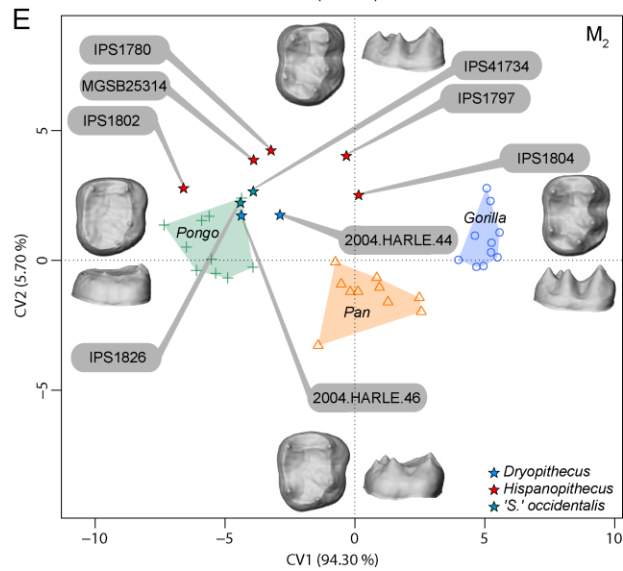 E
M2
IPS1780
MGSB25314
IPS1802
IPS41734
IPS1797
IPS1804
Gorilla
Pongo
2004.HARLE.44
Pan
IPS1826
2004.HARLE.46
Dryopithecus
Hispanopithecus
'S.' occidentalis
5
0
−5
CV2 (5.70 %)
−10
−5
0
5
10
CV1 (94.30 %)